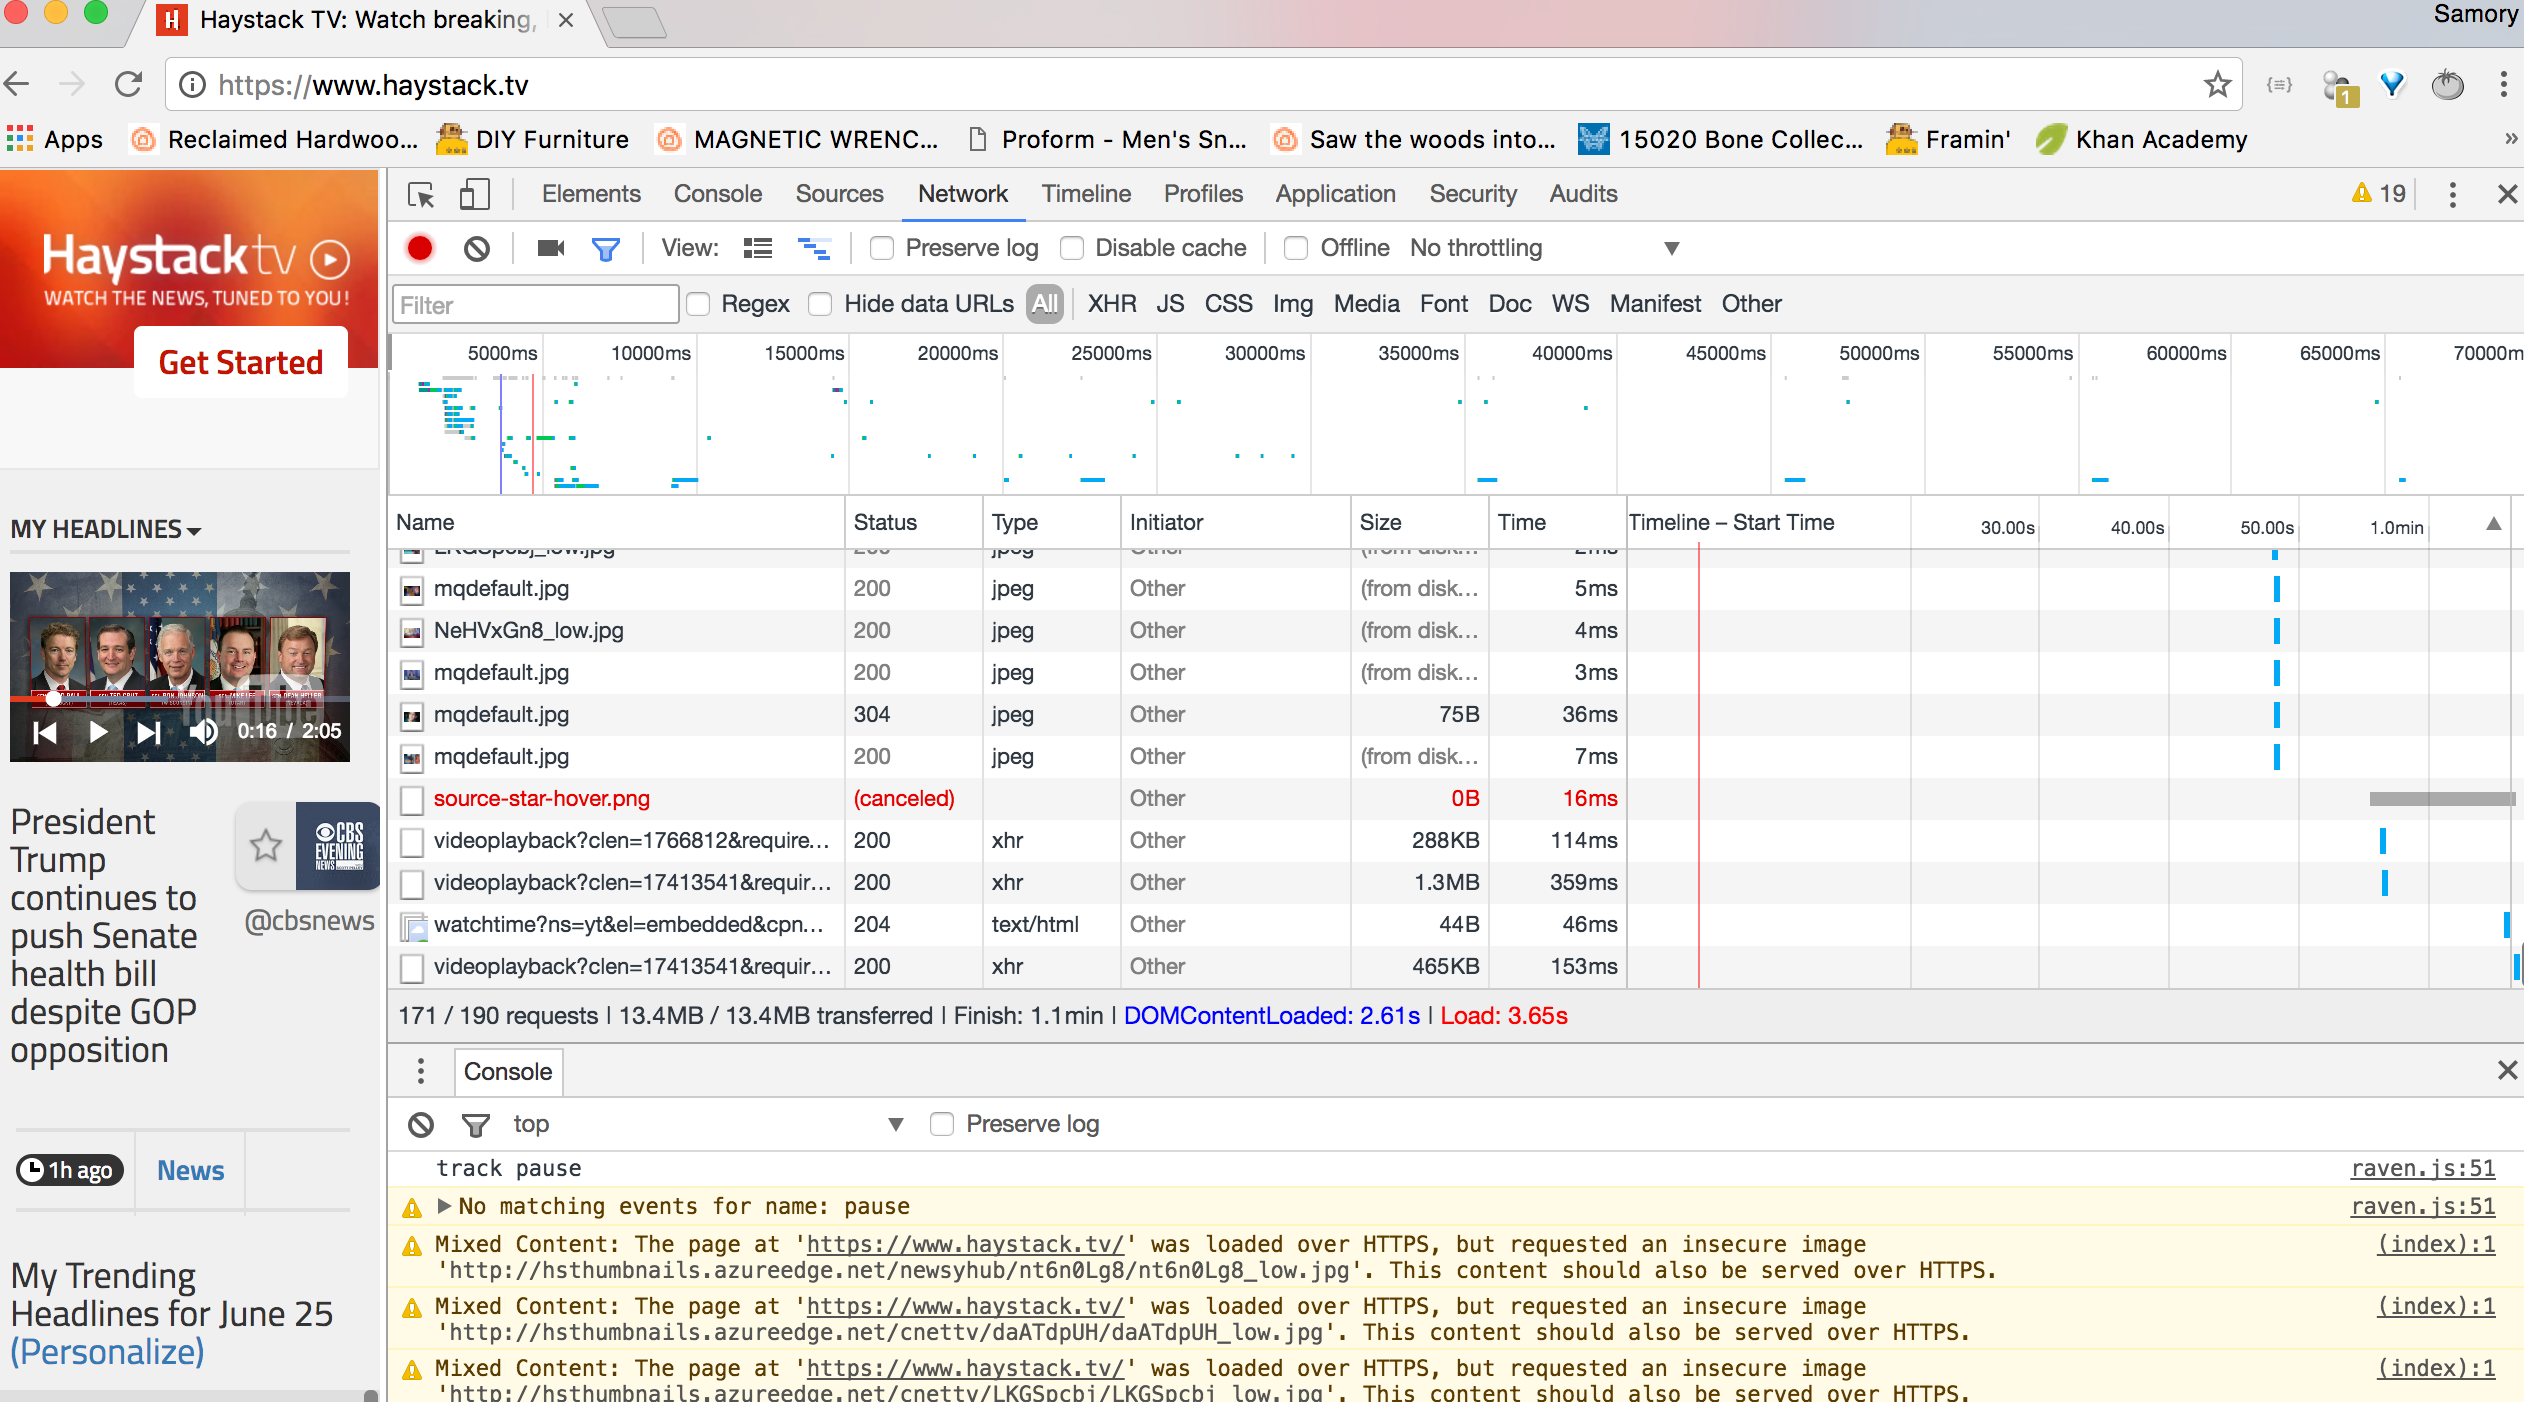 Haystack TV: Watch breaking,
Samory
https://www.haystack.tv
1
Apps
Reclaimed Hardwoo...
DIY Furniture
MAGNETIC WRENC...
Proform - Men's Sn...
Saw the woods into...
15020 Bone Collec...
Framin'
Khan Academy
»
Haystack tv
WATCH THE NEWS, TUNED TO YOU!
Get Started
MY HEADLINES
0:16 / 2:05
President
Trump
continues to
push Senate
health bill
despite GOP
opposition
CBS
EVENING
NEWS
@cbsnews
1h ago
News
My Trending
Headlines for June 25
(Personalize)
Elements Console Sources Network Timeline Profiles Application Security Audits
19
View: Preserve log Disable cache Offline No throttling
Filter Regex Hide data URLs All XHR JS CSS Img Media Font Doc WS Manifest Other
5000ms 10000ms 15000ms 20000ms 25000ms 30000ms 35000ms 40000ms 45000ms 50000ms 55000ms 60000ms 65000ms 70000m
Name Status Type Initiator Size Time Timeline – Start Time 30.00s 40.00s 50.00s 1.0min
LKGSpcbj_low.jpg 200 jpeg Other (from disk... 2ms
mqdefault.jpg 200 jpeg Other (from disk... 5ms
NeHVxGn8_low.jpg 200 jpeg Other (from disk... 4ms
mqdefault.jpg 200 jpeg Other (from disk... 3ms
mqdefault.jpg 304 jpeg Other 75B 36ms
mqdefault.jpg 200 jpeg Other (from disk... 7ms
source-star-hover.png (canceled) Other 0B 16ms
videoplayback?clen=1766812&require... 200 xhr Other 288KB 114ms
videoplayback?clen=17413541&requir... 200 xhr Other 1.3MB 359ms
watchtime?ns=yt&el=embedded&cpn... 204 text/html Other 44B 46ms
videoplayback?clen=17413541&requir... 200 xhr Other 465KB 153ms
171 / 190 requests | 13.4MB / 13.4MB transferred | Finish: 1.1min | DOMContentLoaded: 2.61s | Load: 3.65s
Console
top Preserve log
track pause raven.js:51
No matching events for name: pause raven.js:51
Mixed Content: The page at 'https://www.haystack.tv/' was loaded over HTTPS, but requested an insecure image (index):1
'http://hsthumbnails.azureedge.net/newsyhub/nt6n0Lg8/nt6n0Lg8_low.jpg'. This content should also be served over HTTPS.
Mixed Content: The page at 'https://www.haystack.tv/' was loaded over HTTPS, but requested an insecure image (index):1
'http://hsthumbnails.azureedge.net/cnettv/daATdpUH/daATdpUH_low.jpg'. This content should also be served over HTTPS.
Mixed Content: The page at 'https://www.haystack.tv/' was loaded over HTTPS, but requested an insecure image (index):1
'http://hsthumbnails.azureedge.net/cnettv/LKGSpcbj/LKGSpcbj_low.jpg'. This content should also be served over HTTPS.